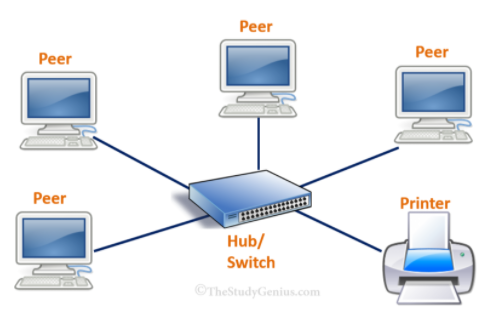 Peer
Peer
Peer
Peer
Printer
Hub/
Switch
©TheStudyGenius.com